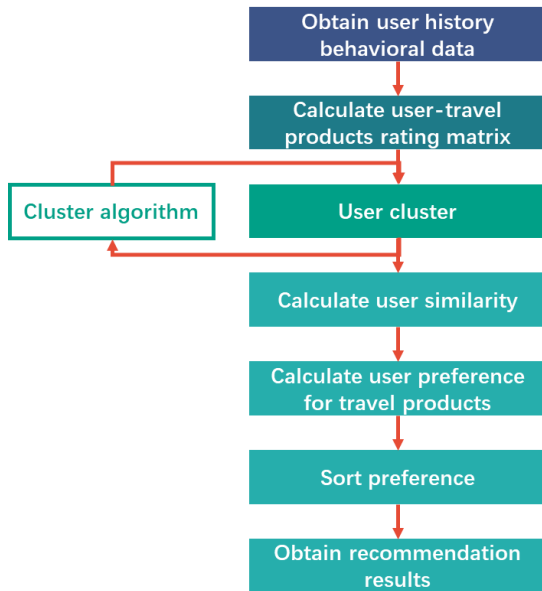 Obtain user history
behavioral data
Calculate user-travel
products rating matrix
Cluster algorithm
User cluster
Calculate user similarity
Calculate user preference
for travel products
Sort preference
Obtain recommendation
results